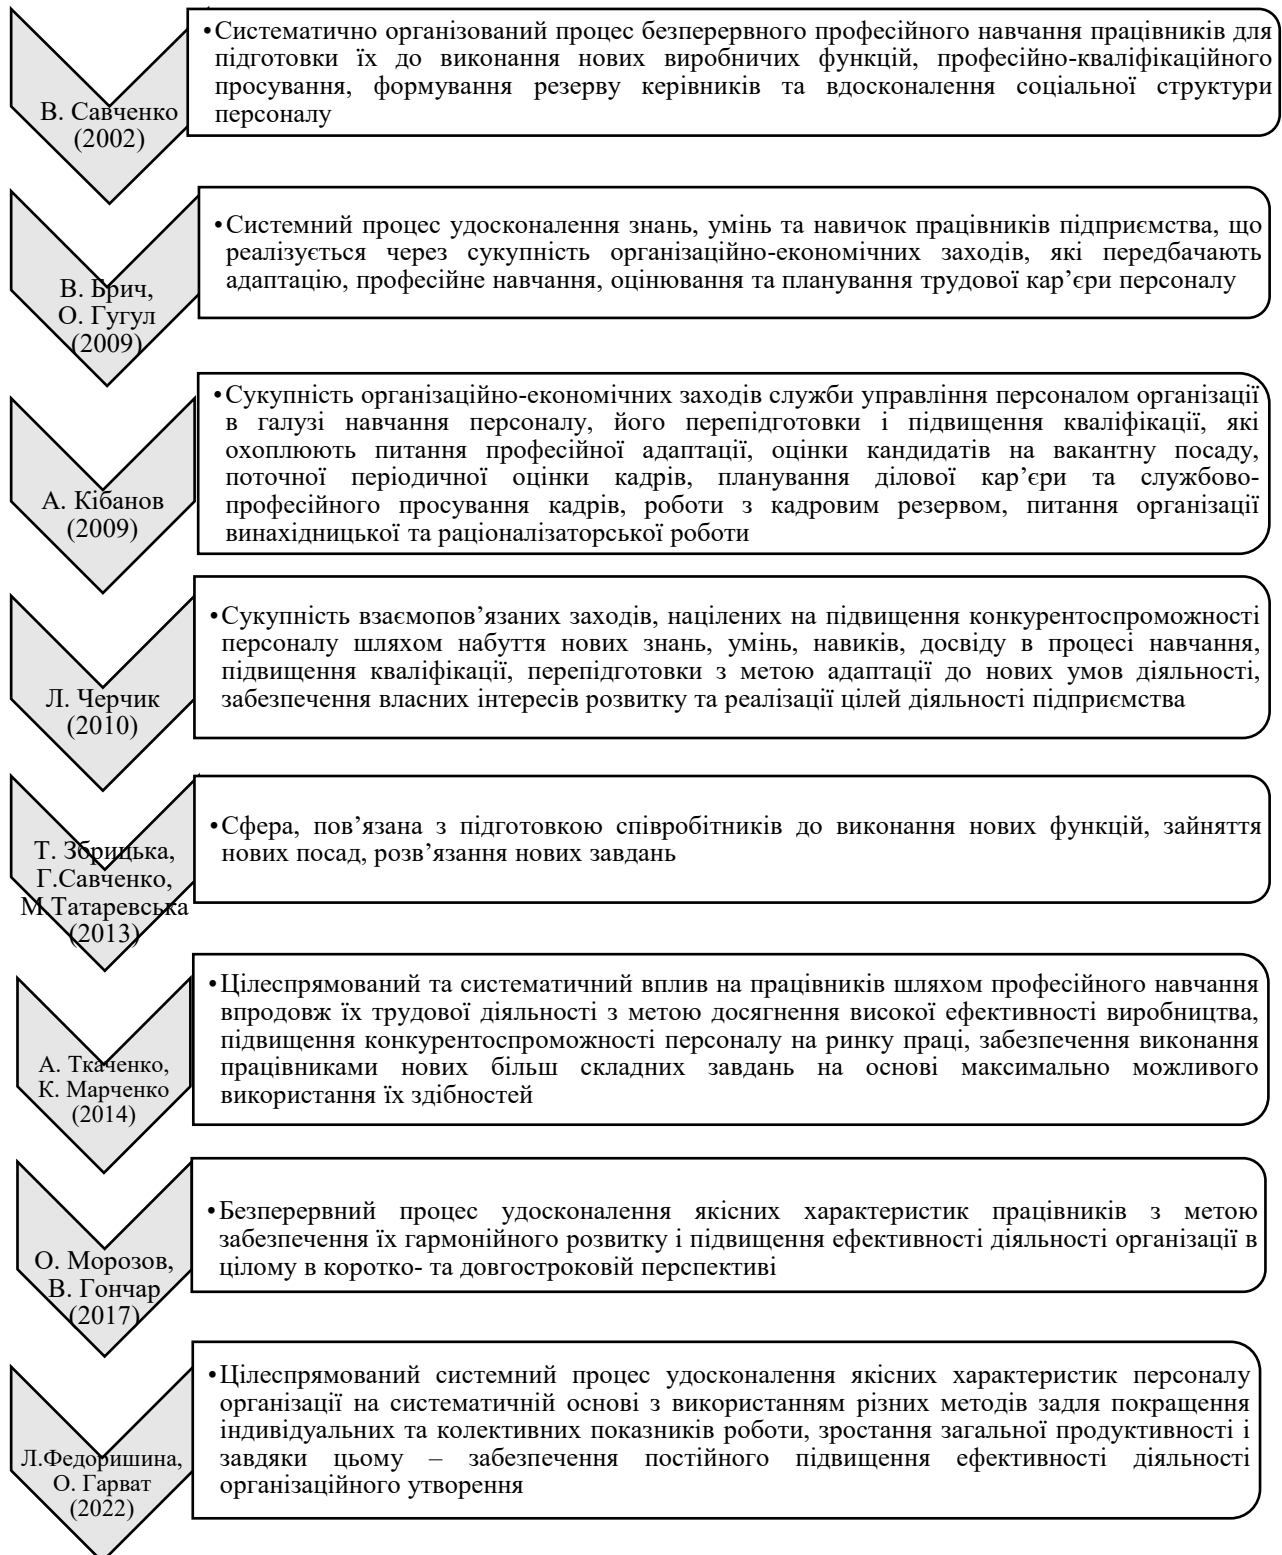 •Систематично організований процес безперервного професійного навчання працівників для
підготовки їх до виконання нових виробничих функцій, професійно-кваліфікаційного
просування, формування резерву керівників та вдосконалення соціальної структури
персоналу
В. Савченко
(2002)
•Системний процес удосконалення знань, умінь та навичок працівників підприємства, що
реалізується через сукупність організаційно-економічних заходів, які передбачають
адаптацію, професійне навчання, оцінювання та планування трудової кар’єри персоналу
В. Брич,
О. Гугул
(2009)
•Сукупність організаційно-економічних заходів служби управління персоналом організації
в галузі навчання персоналу, його перепідготовки і підвищення кваліфікації, які
охоплюють питання професійної адаптації, оцінки кандидатів на вакантну посаду,
поточної періодичної оцінки кадрів, планування ділової кар’єри та службово-
професійного просування кадрів, роботи з кадровим резервом, питання організації
винахідницької та раціоналізаторської роботи
А. Кібанов
(2009)
•Сукупність взаємопов’язаних заходів, націлених на підвищення конкурентоспроможності
персоналу шляхом набуття нових знань, умінь, навиків, досвіду в процесі навчання,
підвищення кваліфікації, перепідготовки з метою адаптації до нових умов діяльності,
забезпечення власних інтересів розвитку та реалізації цілей діяльності підприємства
Л. Черчик
(2010)
•Сфера, пов’язана з підготовкою співробітників до виконання нових функцій, зайняття
нових посад, розв’язання нових завдань
Т. Збрицька,
Г.Савченко,
М.Татаревська
(2013)
•Цілеспрямований та систематичний вплив на працівників шляхом професійного навчання
впродовж їх трудової діяльності з метою досягнення високої ефективності виробництва,
підвищення конкурентоспроможності персоналу на ринку праці, забезпечення виконання
працівниками нових більш складних завдань на основі максимально можливого
використання їх здібностей
А. Ткаченко,
К. Марченко
(2014)
•Безперервний процес удосконалення якісних характеристик працівників з метою
забезпечення їх гармонійного розвитку і підвищення ефективності діяльності організації в
цілому в коротко- та довгостроковій перспективі
О. Морозов,
В. Гончар
(2017)
•Цілеспрямований системний процес удосконалення якісних характеристик персоналу
організації на систематичній основі з використанням різних методів задля покращення
індивідуальних та колективних показників роботи, зростання загальної продуктивності і
завдяки цьому – забезпечення постійного підвищення ефективності діяльності
організаційного утворення
Л.Федоришина,
О. Гарват
(2022)